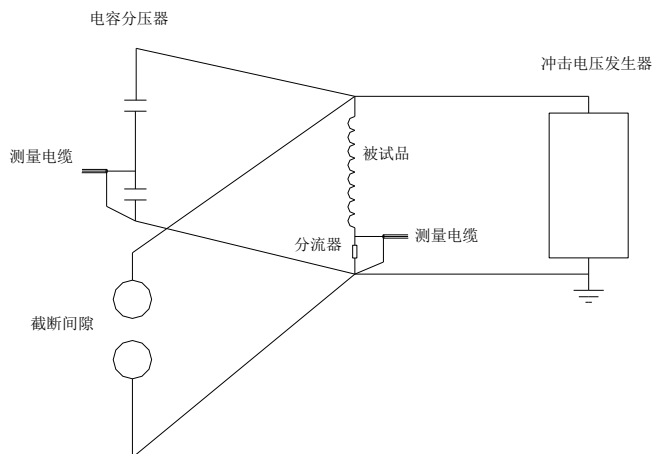 电容分压器
冲击电压发生器
测量电缆
被试品
分流器
测量电缆
截断间隙